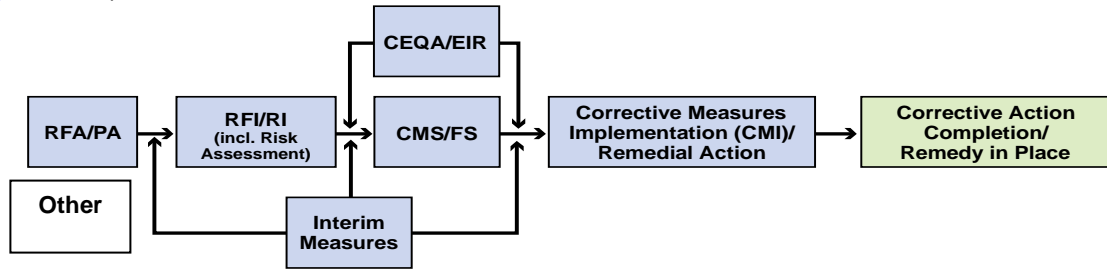 CEQA/EIR
RFA/PA
RFI/RI
(incl. Risk
Assessment)
CMS/FS
Corrective Measures
Implementation (CMI)/
Remedial Action
Corrective Action
Completion/
Remedy in Place
Other
Interim
Measures